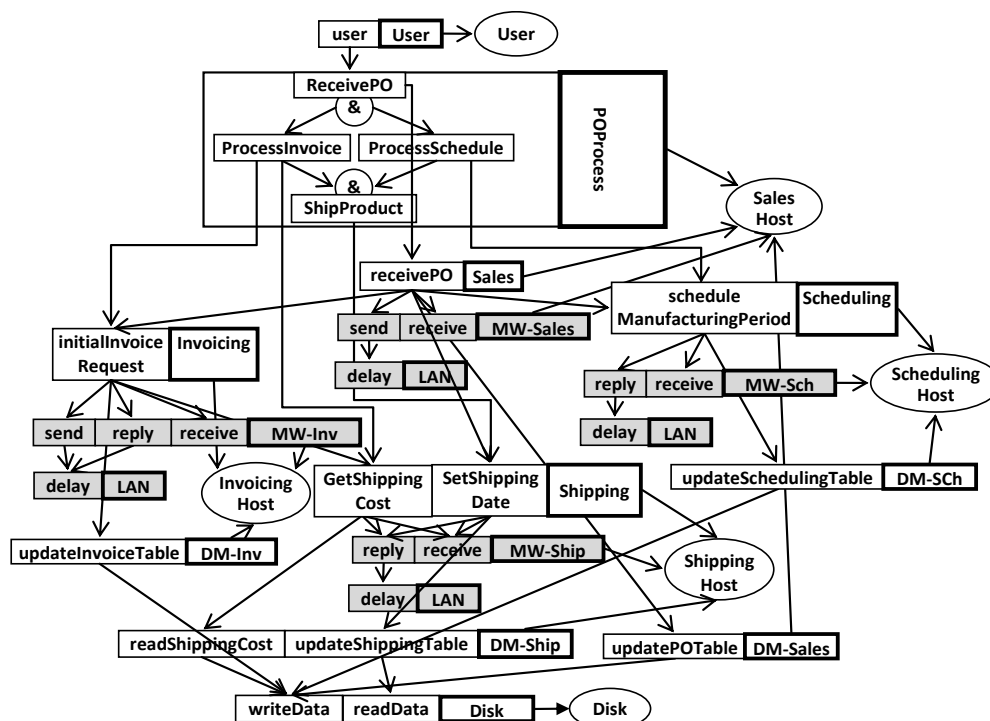 user User User
ReceivePO
&
ProcessInvoice ProcessSchedule
POProcess
&
ShipProduct
Sales
Host
receivePO Sales
schedule
ManufacturingPeriod
Scheduling
send receive MW-Sales
initialInvoice
Request
Invoicing
delay LAN
reply receive MW-Sch
Scheduling
Host
send reply receive MW-Inv
delay LAN
delay LAN
Invoicing
Host
GetShipping
Cost
SetShipping
Date
Shipping
updateSchedulingTable DM-SCh
updateInvoiceTable DM-Inv
reply receive MW-Ship
Shipping
Host
delay LAN
readShippingCost updateShippingTable DM-Ship
updatePOTable DM-Sales
writeData readData Disk Disk